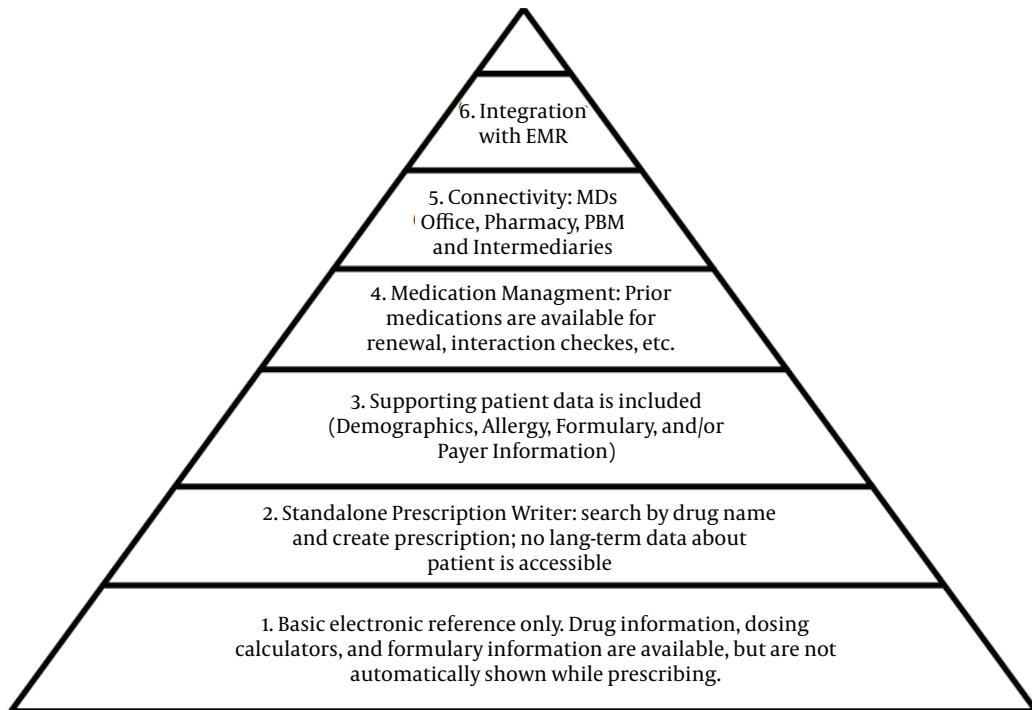 6. Integration
with EMR
5. Connectivity: MDs
Office, Pharmacy, PBM
and Intermediaries
4. Medication Managment: Prior
medications are available for
renewal, interaction checkes, etc.
3. Supporting patient data is included
(Demographics, Allergy, Formulary, and/or
Payer Information)
2. Standalone Prescription Writer: search by drug name
and create prescription; no lang-term data about
patient is accessible
1. Basic electronic reference only. Drug information, dosing
calculators, and formulary information are available, but are not
automatically shown while prescribing.